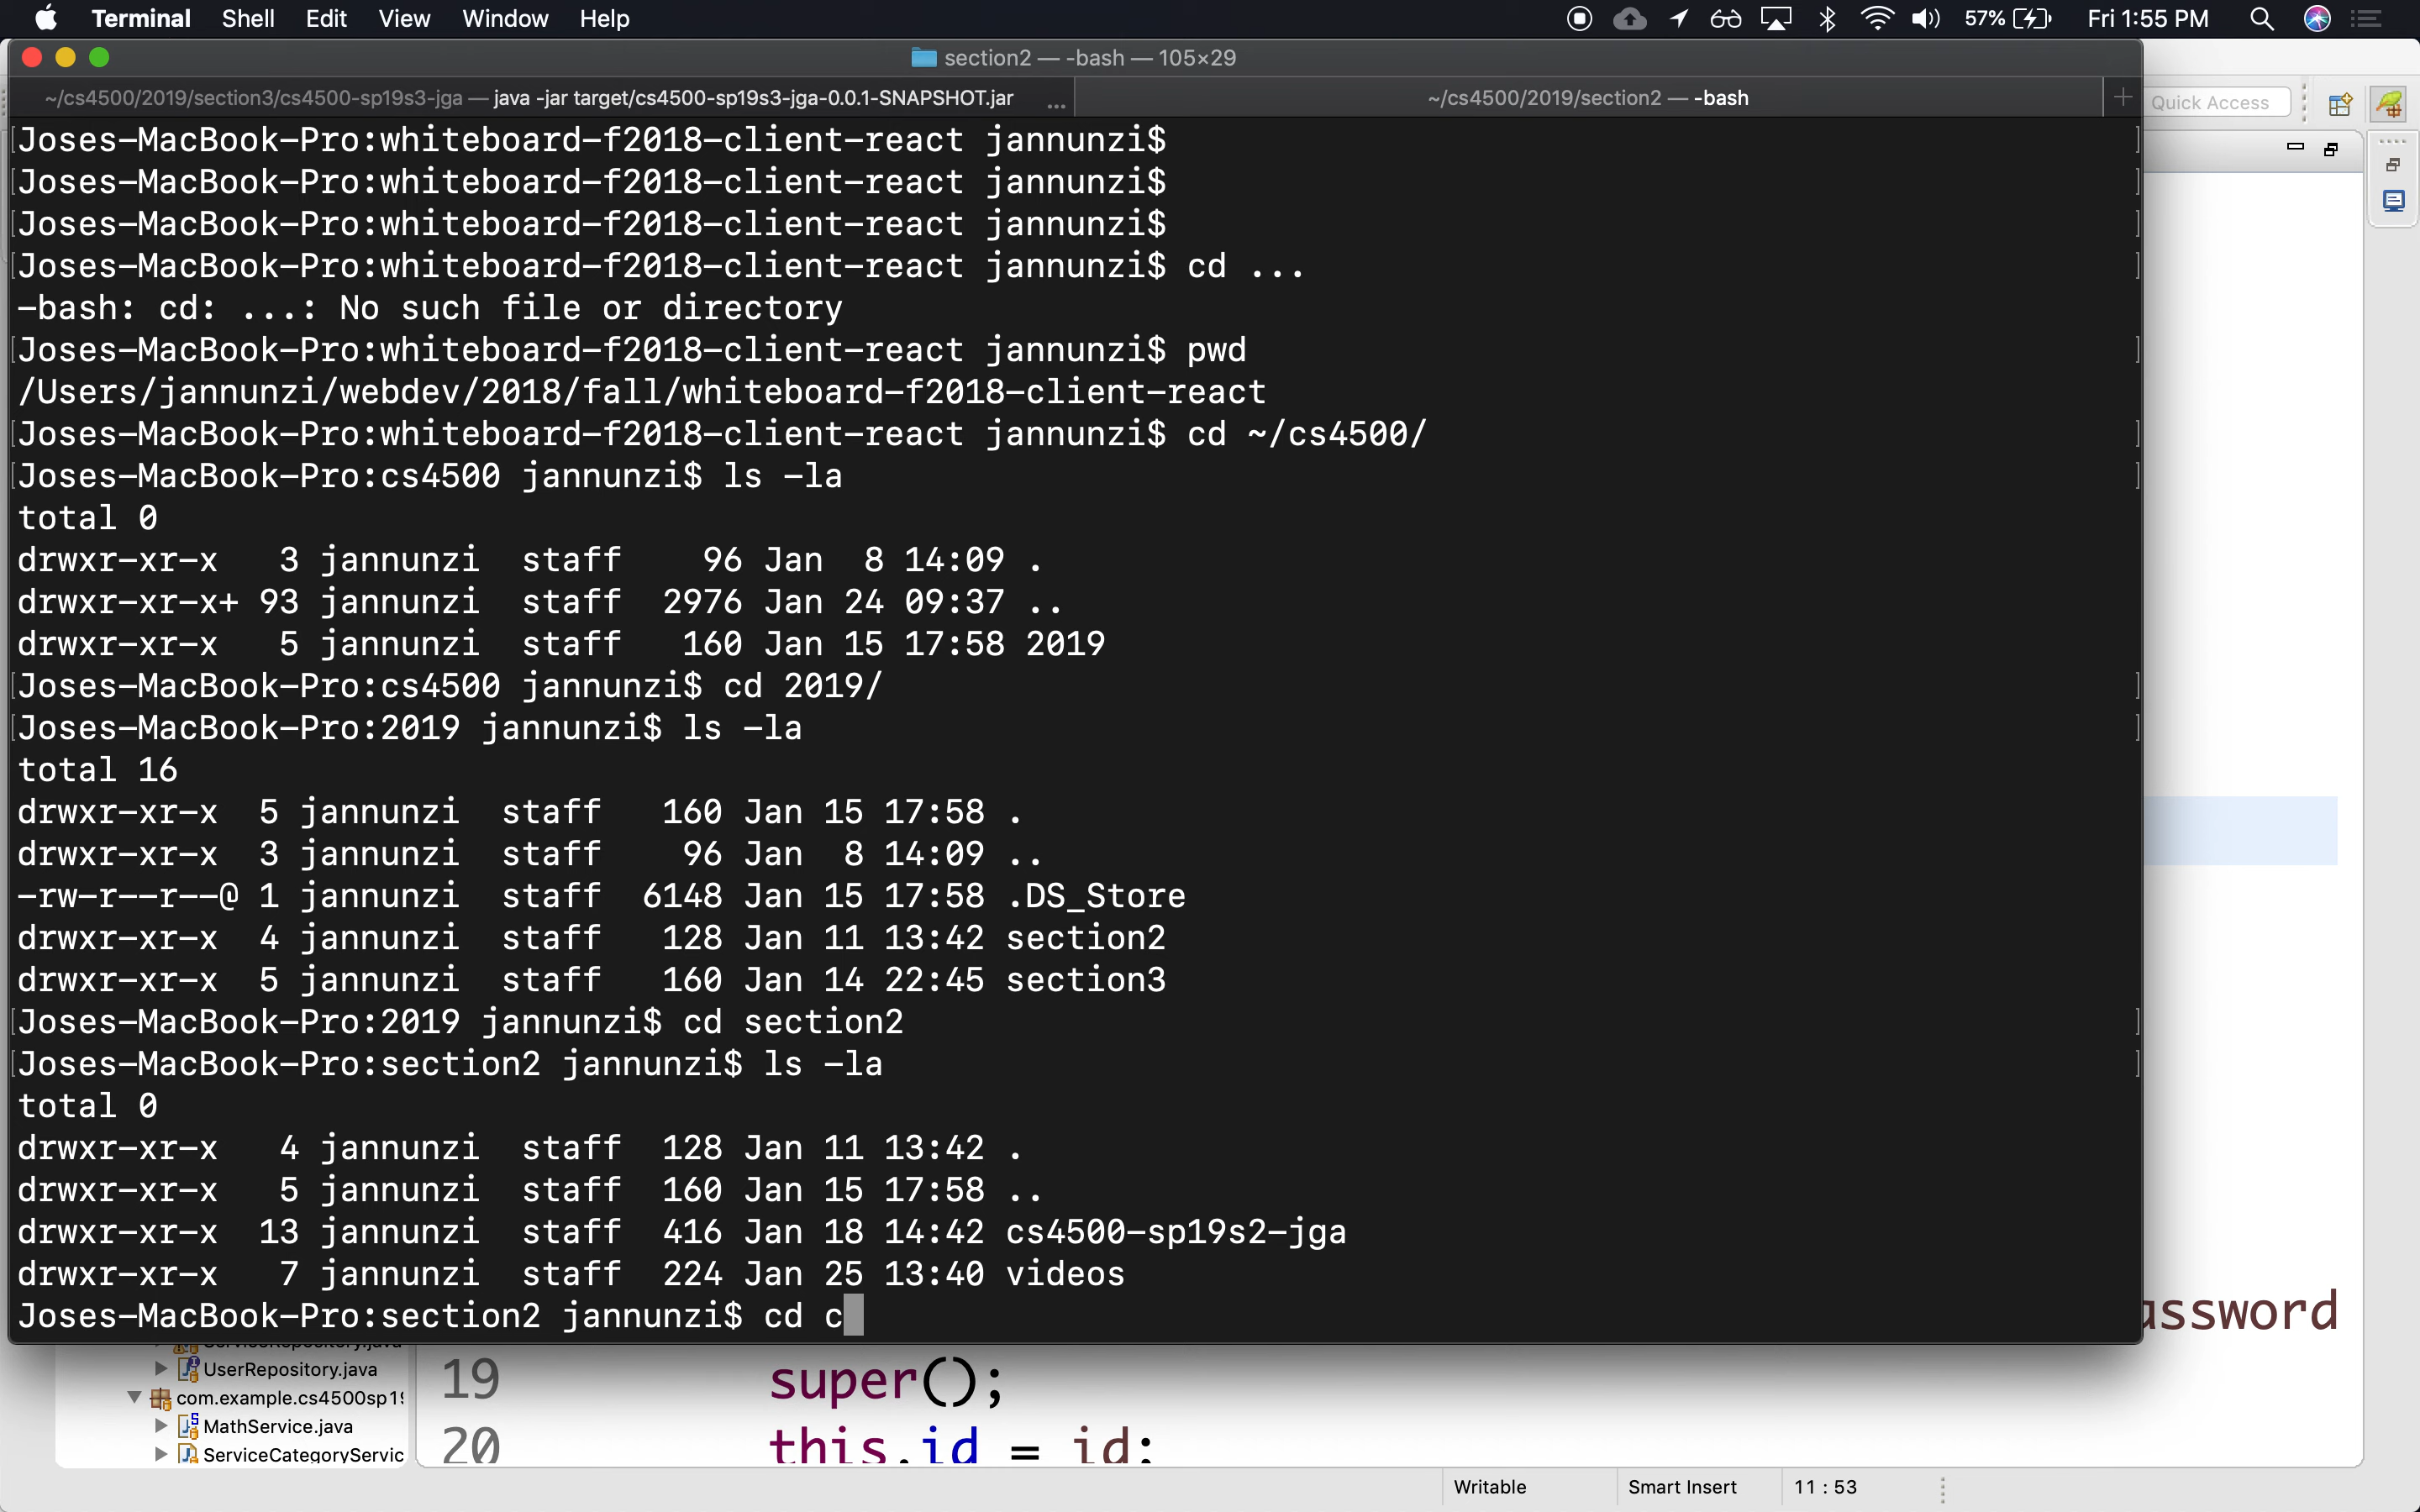 Terminal Shell Edit View Window Help 57% Fri 1:55 PM
section2 — -bash — 105×29
~/cs4500/2019/section3/cs4500-sp19s3-jga — java -jar target/cs4500-sp19s3-jga-0.0.1-SNAPSHOT.jar ... ~/cs4500/2019/section2 — -bash
Quick Access
Joses-MacBook-Pro:whiteboard-f2018-client-react jannunzi$
Joses-MacBook-Pro:whiteboard-f2018-client-react jannunzi$
Joses-MacBook-Pro:whiteboard-f2018-client-react jannunzi$
Joses-MacBook-Pro:whiteboard-f2018-client-react jannunzi$ cd ...
-bash: cd: ...: No such file or directory
Joses-MacBook-Pro:whiteboard-f2018-client-react jannunzi$ pwd
/Users/jannunzi/webdev/2018/fall/whiteboard-f2018-client-react
Joses-MacBook-Pro:whiteboard-f2018-client-react jannunzi$ cd ~/cs4500/
Joses-MacBook-Pro:cs4500 jannunzi$ ls -la
total 0
drwxr-xr-x   3 jannunzi  staff    96 Jan  8 14:09 .
drwxr-xr-x+ 93 jannunzi  staff  2976 Jan 24 09:37 ..
drwxr-xr-x   5 jannunzi  staff   160 Jan 15 17:58 2019
Joses-MacBook-Pro:cs4500 jannunzi$ cd 2019/
Joses-MacBook-Pro:2019 jannunzi$ ls -la
total 16
drwxr-xr-x  5 jannunzi  staff   160 Jan 15 17:58 .
drwxr-xr-x  3 jannunzi  staff    96 Jan  8 14:09 ..
-rw-r--r--@ 1 jannunzi  staff  6148 Jan 15 17:58 .DS_Store
drwxr-xr-x  4 jannunzi  staff   128 Jan 11 13:42 section2
drwxr-xr-x  5 jannunzi  staff   160 Jan 14 22:45 section3
Joses-MacBook-Pro:2019 jannunzi$ cd section2
Joses-MacBook-Pro:section2 jannunzi$ ls -la
total 0
drwxr-xr-x   4 jannunzi  staff  128 Jan 11 13:42 .
drwxr-xr-x   5 jannunzi  staff  160 Jan 15 17:58 ..
drwxr-xr-x  13 jannunzi  staff  416 Jan 18 14:42 cs4500-sp19s2-jga
drwxr-xr-x   7 jannunzi  staff  224 Jan 25 13:40 videos
Joses-MacBook-Pro:section2 jannunzi$ cd c
assword
UserRepository.java
com.example.cs4500sp19
MathService.java
ServiceCategoryServic
19 super();
20 this.id = id;
Writable Smart Insert 11 : 53